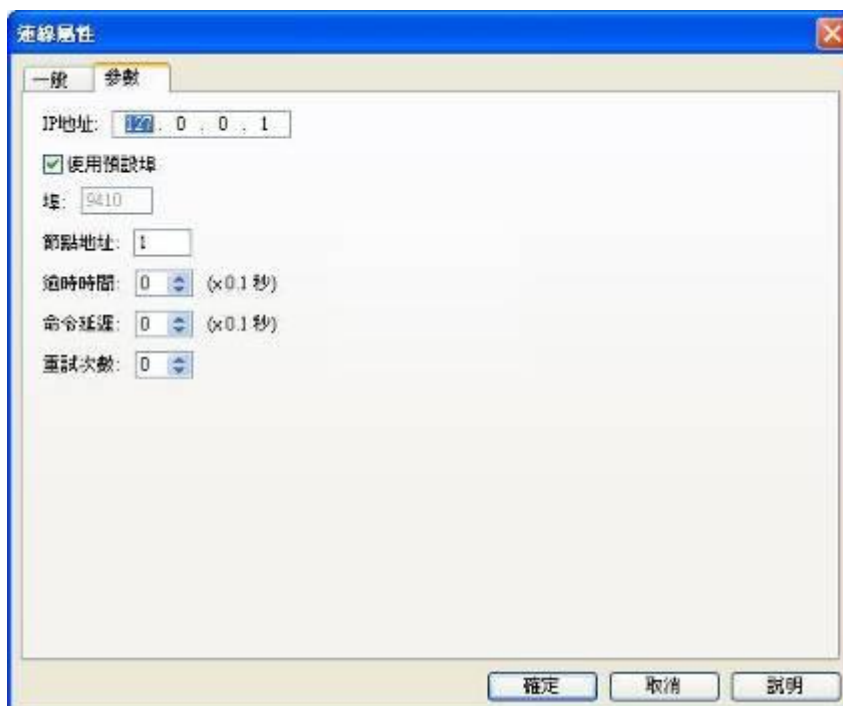 連線屬性
一般 參數
IP地址: 127 . 0 . 0 . 1
使用預設埠
埠: 9410
節點地址: 1
逾時時間: 0 (x 0.1 秒)
命令延遲: 0 (x 0.1 秒)
重試次數: 0
確定 取消 說明